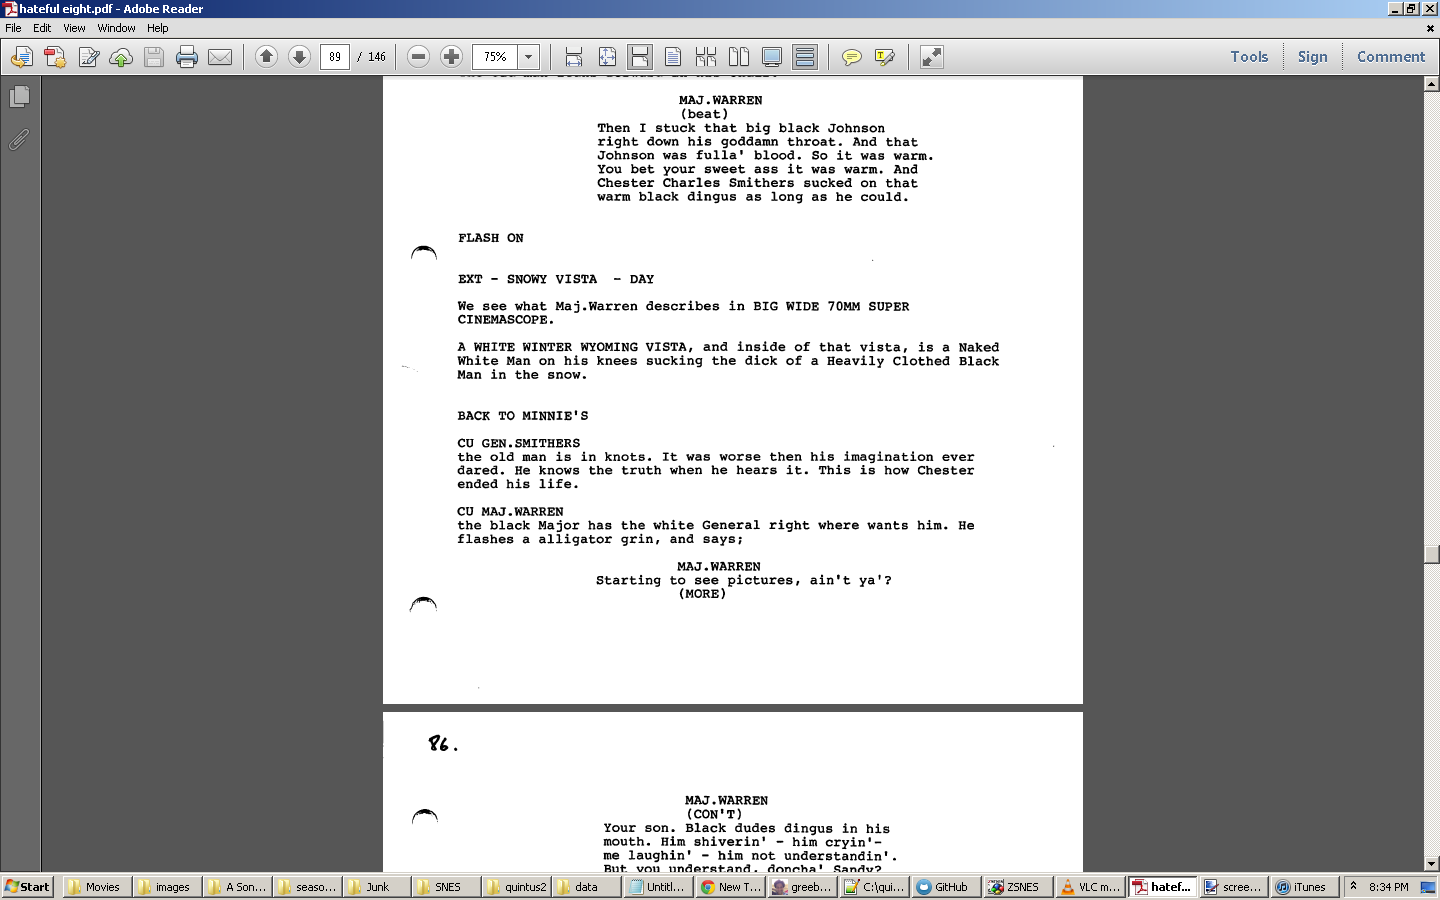 hateful eight.pdf - Adobe Reader
File Edit View Window Help
89 / 146 75% Tools Sign Comment
MAJ.WARREN
(beat)
Then I stuck that big black Johnson
right down his goddamn throat. And that
Johnson was fulla' blood. So it was warm.
You bet your sweet ass it was warm. And
Chester Charles Smithers sucked on that
warm black dingus as long as he could.
FLASH ON
EXT - SNOWY VISTA - DAY
We see what Maj.Warren describes in BIG WIDE 70MM SUPER
CINEMASCOPE.
A WHITE WINTER WYOMING VISTA, and inside of that vista, is a Naked
White Man on his knees sucking the dick of a Heavily Clothed Black
Man in the snow.
BACK TO MINNIE'S
CU GEN.SMITHERS
the old man is in knots. It was worse then his imagination ever
dared. He knows the truth when he hears it. This is how Chester
ended his life.
CU MAJ.WARREN
the black Major has the white General right where wants him. He
flashes a alligator grin, and says;
MAJ.WARREN
Starting to see pictures, ain't ya'?
(MORE)
86.
MAJ.WARREN
(CON'T)
Your son. Black dudes dingus in his
mouth. Him shiverin' - him cryin'-
me laughin' - him not understandin'.
But you understand, doncha' Sandy?
Start Movies images A Son... seaso... Junk SNES quintus2 data Untitl... New T... greeb... C:\qui... GitHub ZSNES VLC m... hatef... scree... iTunes 8:34 PM